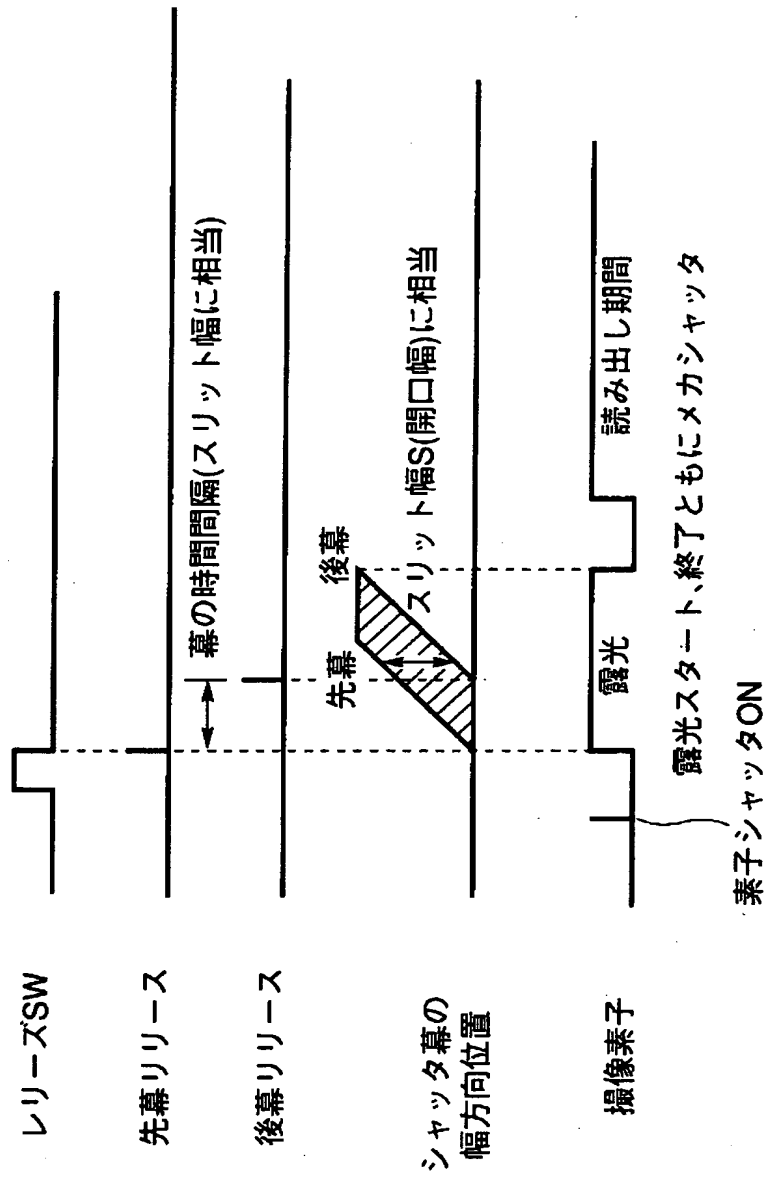 レリーズSW
先幕リリース
幕の時間間隔(スリット幅に相当)
後幕リリース
先幕
後幕
スリット幅S(開口幅)に相当
シャッタ幕の
幅方向位置
露光
読み出し期間
撮像素子
露光スタート、終了ともにメカシャッタ
素子シャッタON